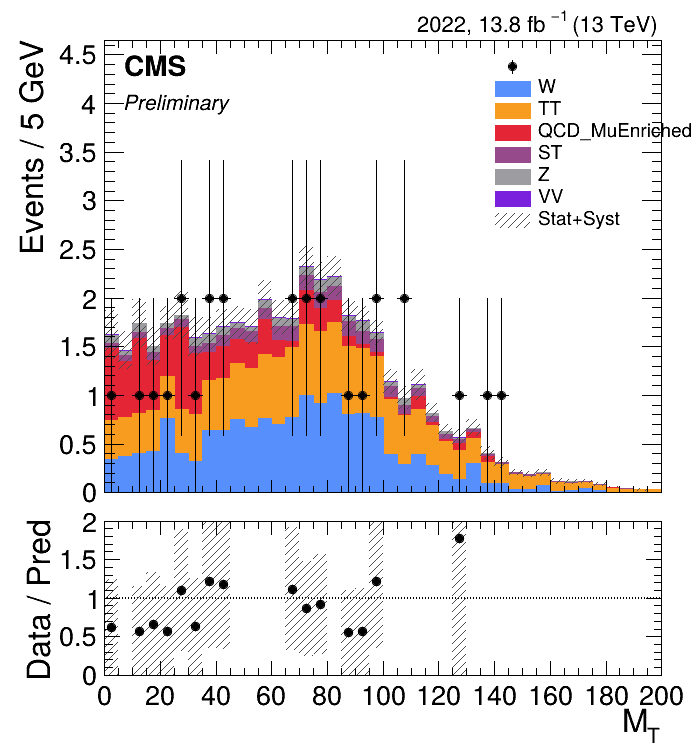 2022, 13.8 fb⁻¹ (13 TeV)
CMS
Preliminary
W
TT
QCD_MuEnriched
ST
Z
VV
Stat+Syst
Events / 5 GeV
4.5
4
3.5
3
2.5
2
1.5
1
0.5
0
Data / Pred
2
1.5
1
0.5
0
0 20 40 60 80 100 120 140 160 180 200
M_T